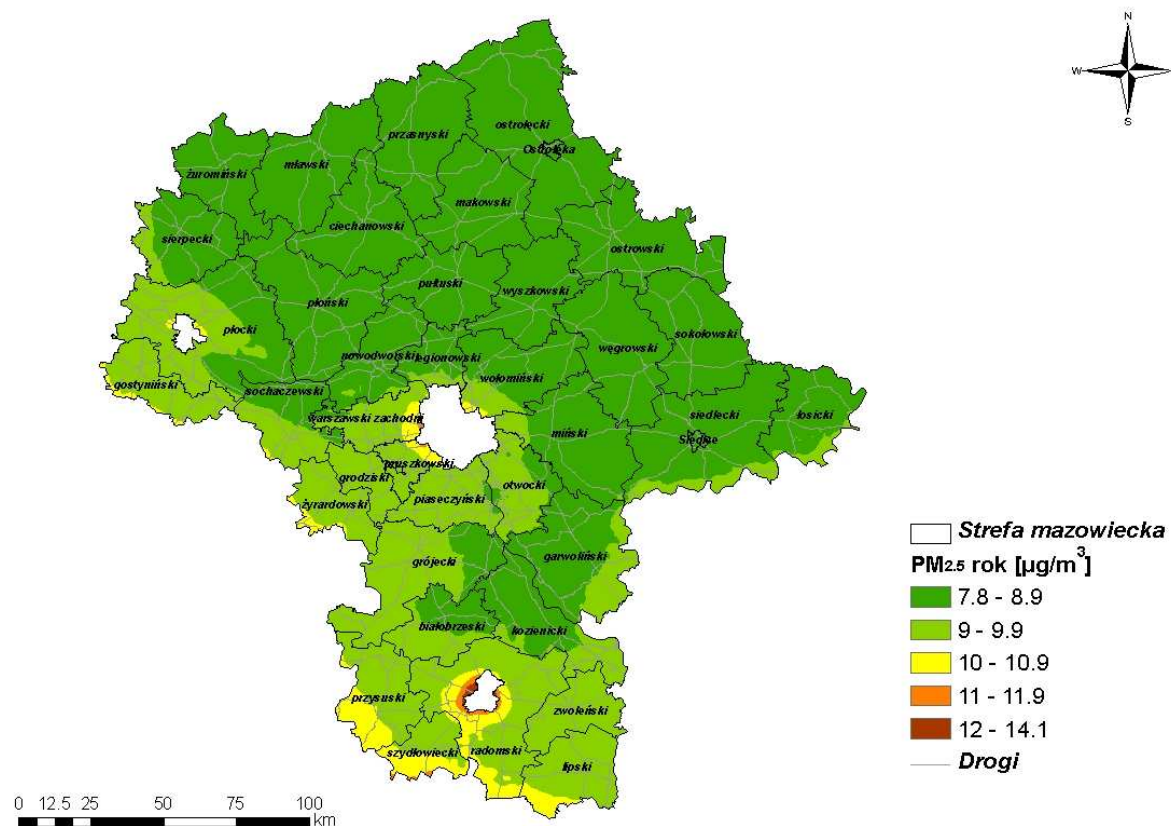 N
W
S
ostrołęcki
przasnyski
Ostrołęka
mławski
żuromiński
makowski
ciechanowski
sierpecki
ostrowski
pułtuski
wyszkowski
płoński
płocki
sokołowski
węgrowski
nowodworski
legionowski
wołomiński
gostyniński
sochaczewski
siedlecki
łosicki
warszawski zachodni
miński
Siedlce
pruszkowski
grodziski
otwocki
żyrardowski
piaseczyński
grójecki
garwoliński
białobrzeski
kozienicki
przysuski
zwoleński
szydłowiecki
radomski
lipski
Strefa mazowiecka
PM2.5 rok [µg/m³]
7.8 - 8.9
9 - 9.9
10 - 10.9
11 - 11.9
12 - 14.1
Drogi
0 12.5 25 50 75 100
km